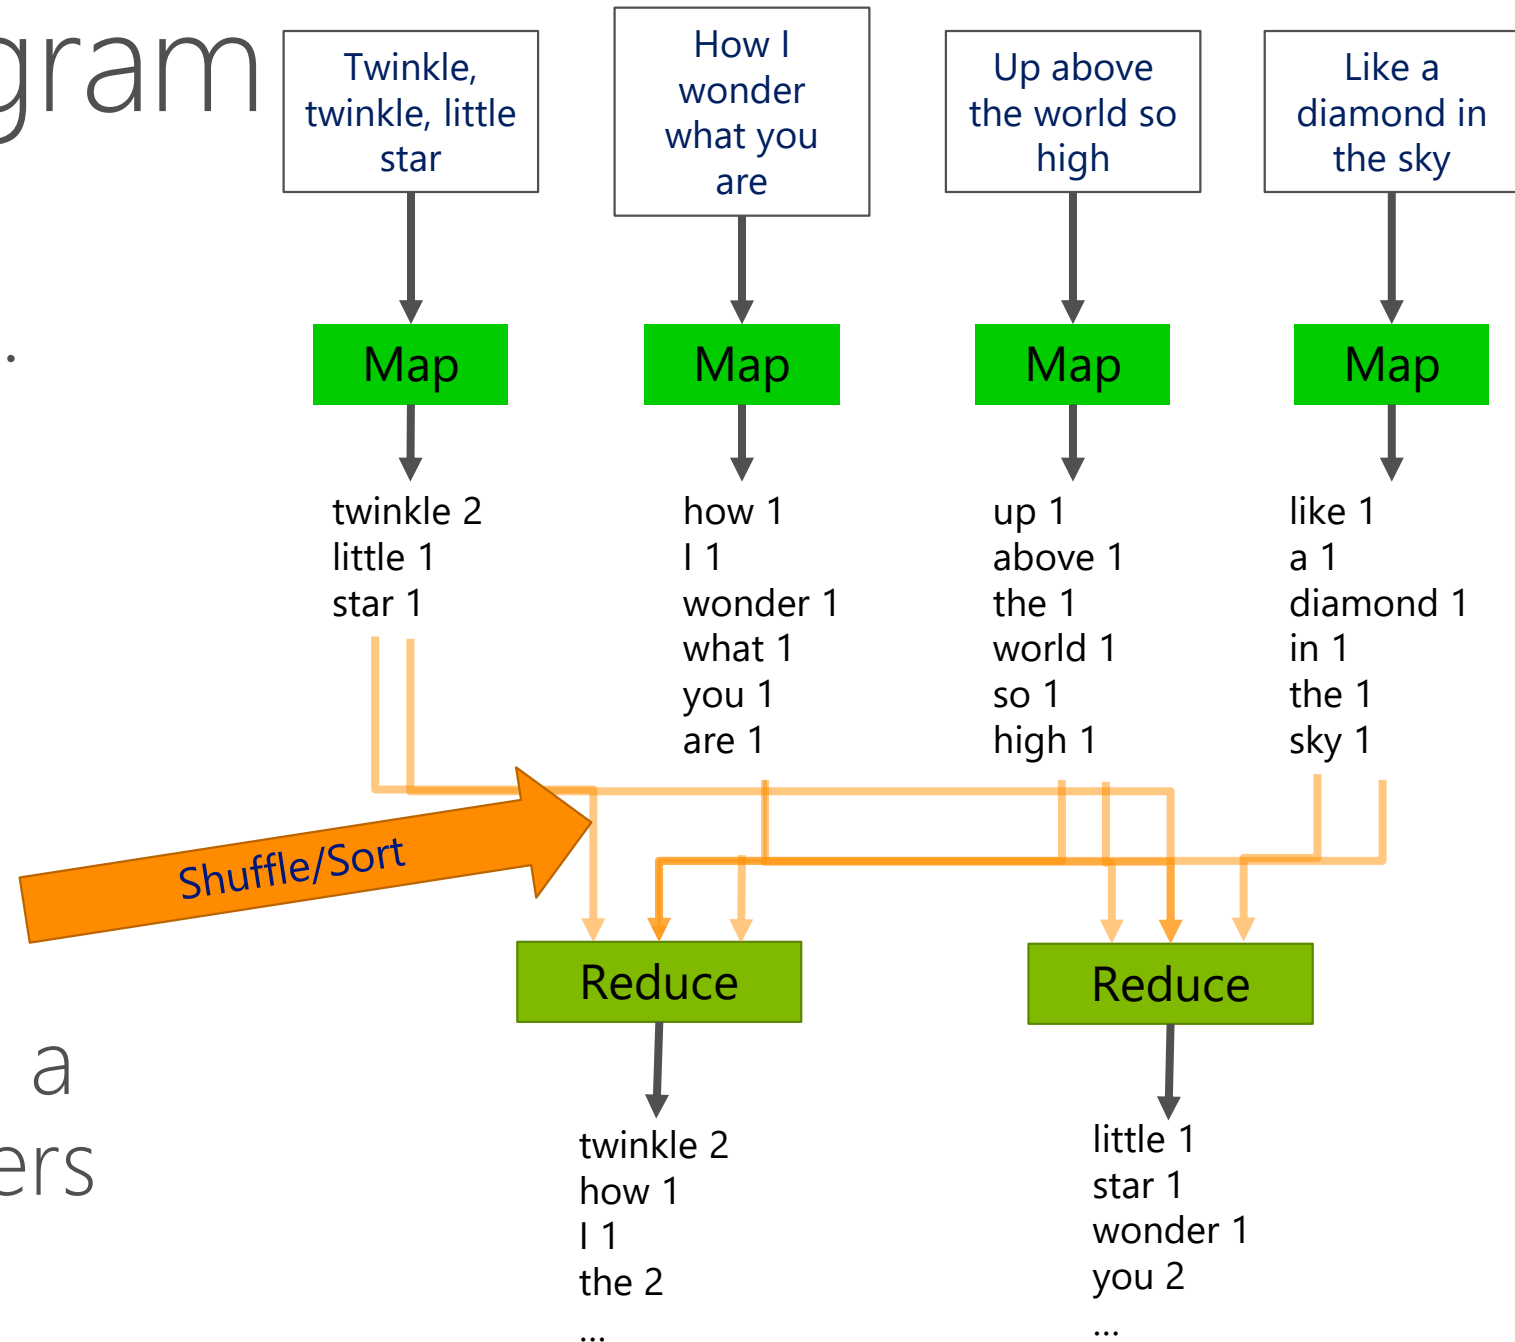 gram
Twinkle,
twinkle, little
star
How I
wonder
what you
are
Up above
the world so
high
Like a
diamond in
the sky
.
Map
Map
Map
Map
twinkle 2
little 1
star 1
how 1
I 1
wonder 1
what 1
you 1
are 1
up 1
above 1
the 1
world 1
so 1
high 1
like 1
a 1
diamond 1
in 1
the 1
sky 1
Shuffle/Sort
Reduce
Reduce
a
ers
twinkle 2
how 1
I 1
the 2
...
little 1
star 1
wonder 1
you 2
...